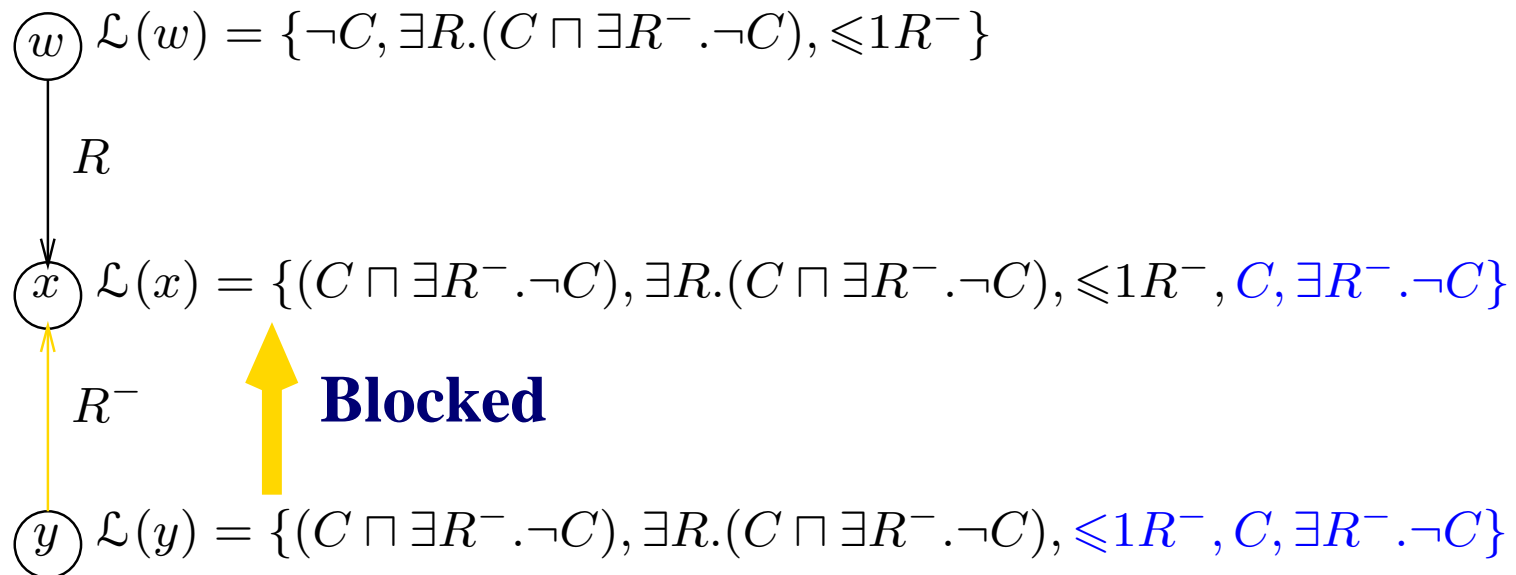 w ℒ(w) = {¬C, ∃R.(C ⊓ ∃R⁻.¬C), ⩽1R⁻}
R
x ℒ(x) = {(C ⊓ ∃R⁻.¬C), ∃R.(C ⊓ ∃R⁻.¬C), ⩽1R⁻, C, ∃R⁻.¬C}
R⁻ Blocked
y ℒ(y) = {(C ⊓ ∃R⁻.¬C), ∃R.(C ⊓ ∃R⁻.¬C), ⩽1R⁻, C, ∃R⁻.¬C}